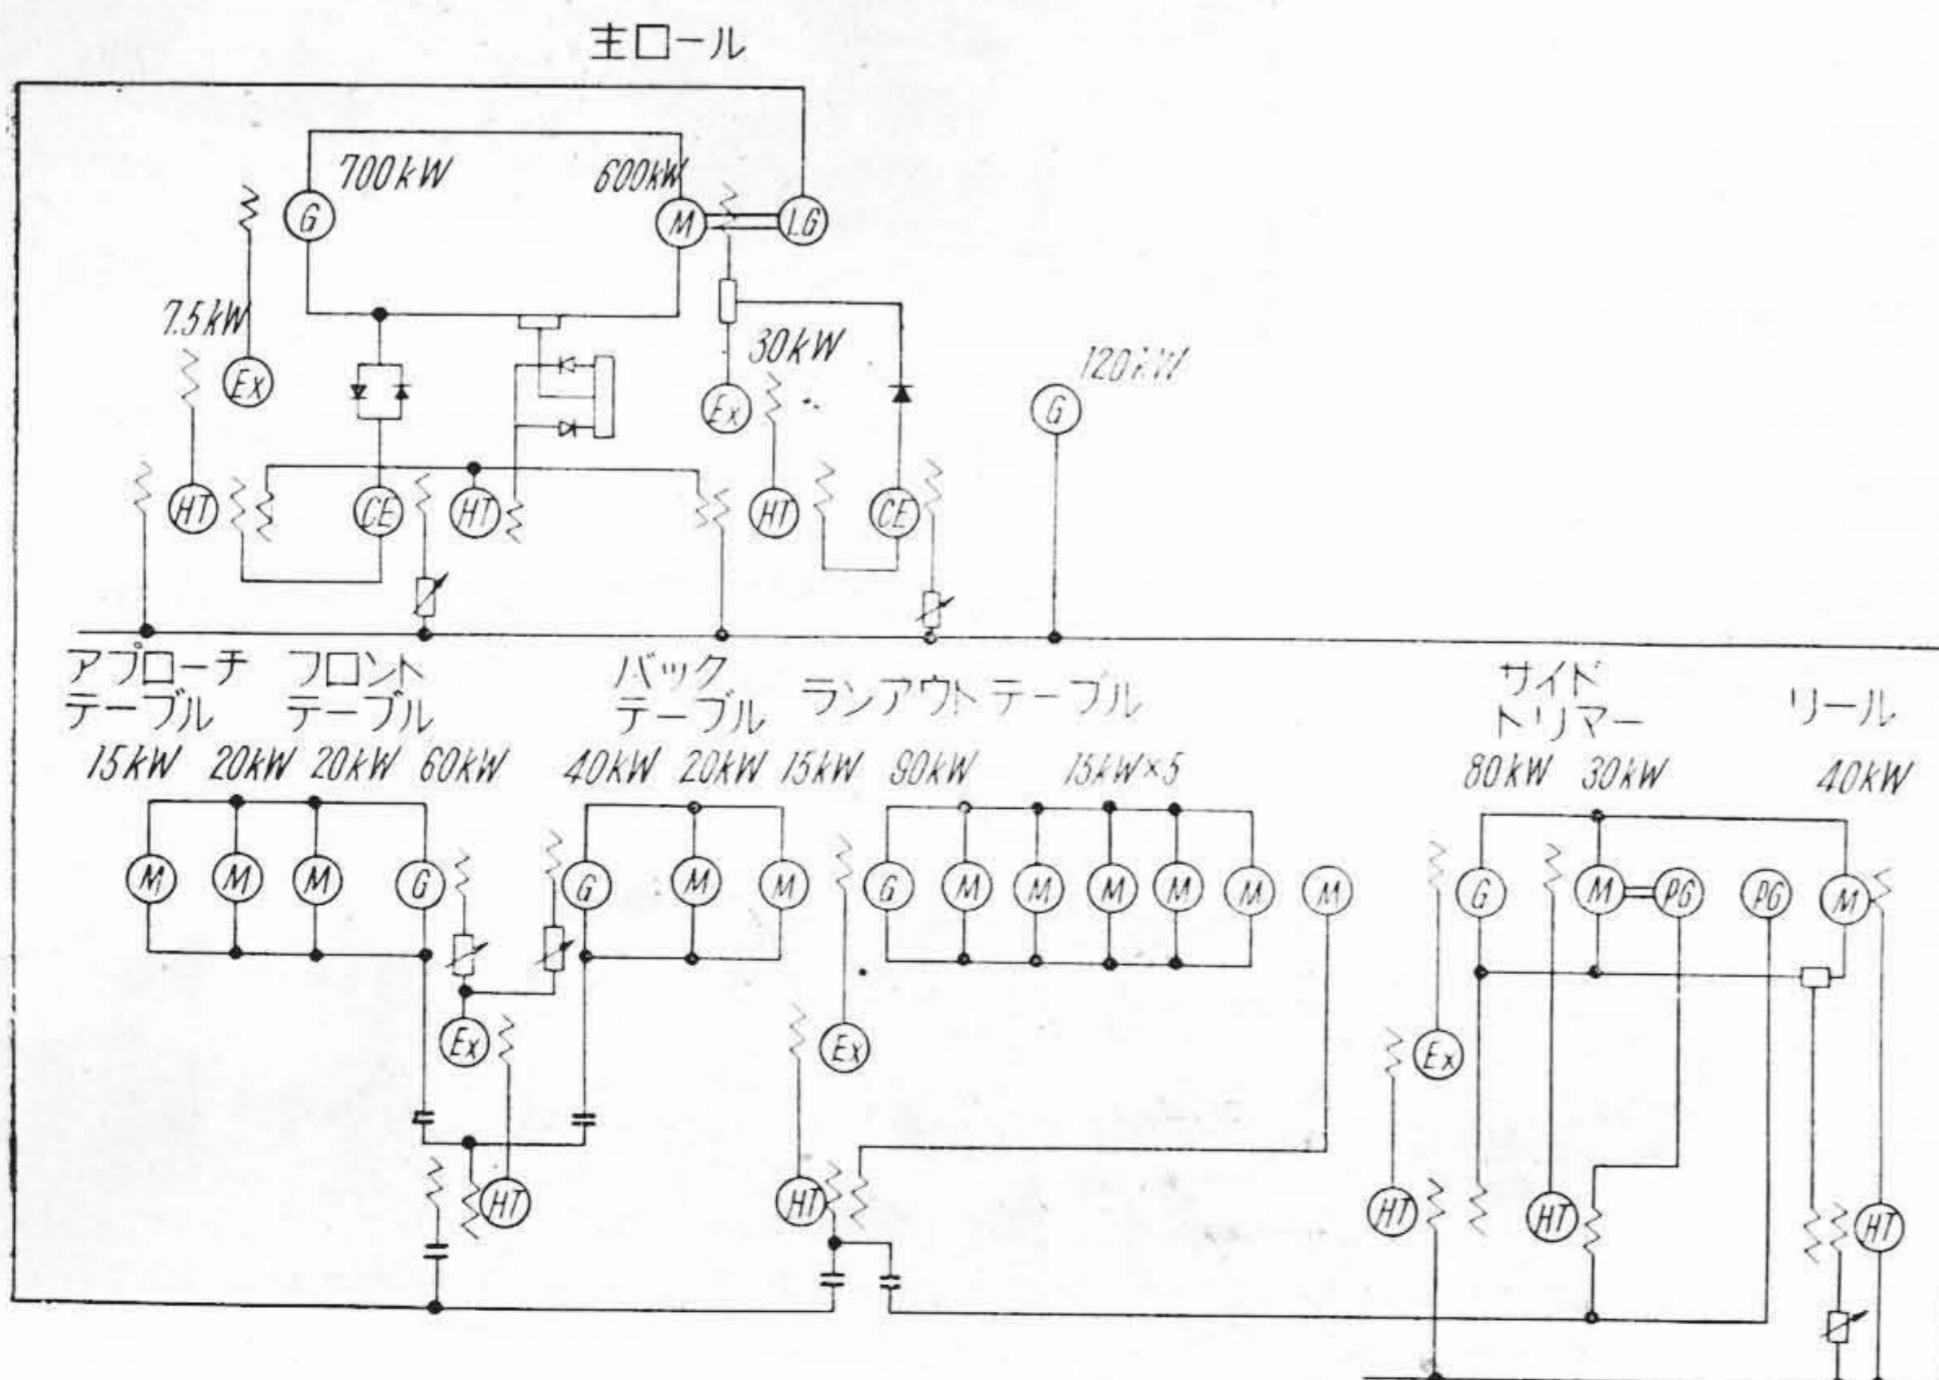 主ロール
700kW
600kW
G
M
LG
7.5kW
30kW
120kW
Ex
Ex
G
HT
CE
HT
HT
CE
アプローチ
テーブル
フロント
テーブル
バック
テーブル
ランアウトテーブル
サイド
トリマー
リール
15kW 20kW 20kW 60kW 40kW 20kW 15kW 90kW 15kW×5 80kW 30kW 40kW
M M M G G M M G M M M M M M G M PG PG M
Ex Ex Ex
HT HT HT HT HT